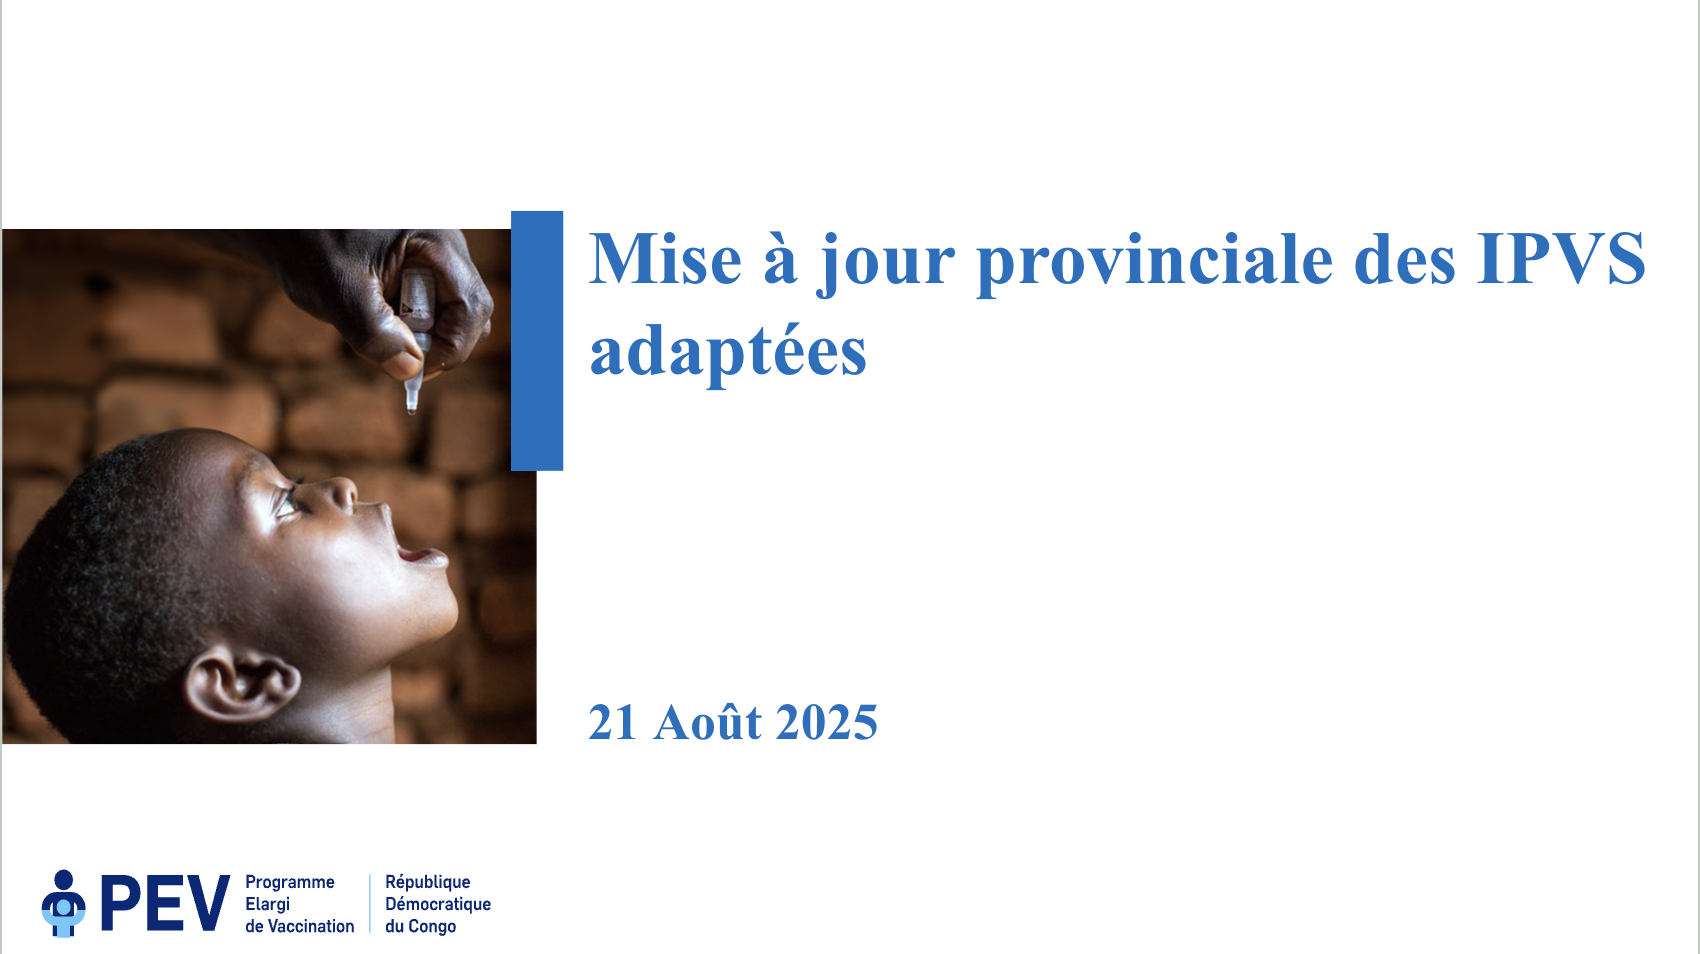 Mise à jour provinciale des IPVS
adaptées
21 Août 2025
PEV
Programme
Elargi
de Vaccination
République
Démocratique
du Congo